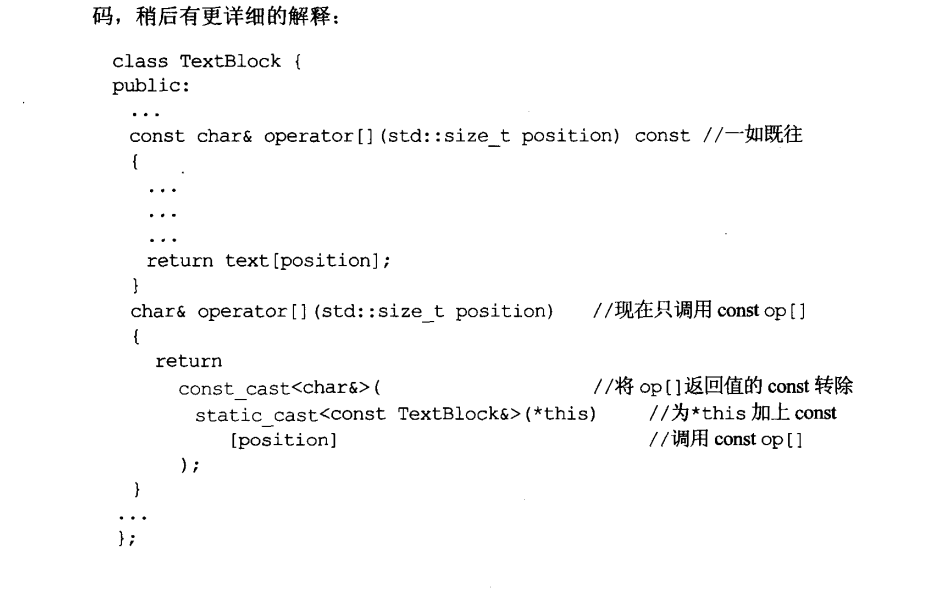 码，稍后有更详细的解释：
class TextBlock {
public:
...
const char& operator[](std::size_t position) const //一如既往
{
...
...
...
return text[position];
}
char& operator[](std::size_t position) //现在只调用 const op[]
{
return
const_cast<char&>( //将 op[]返回值的 const 转除
static_cast<const TextBlock&>(*this) //为*this 加上 const
[position] //调用 const op[]
);
}
...
};